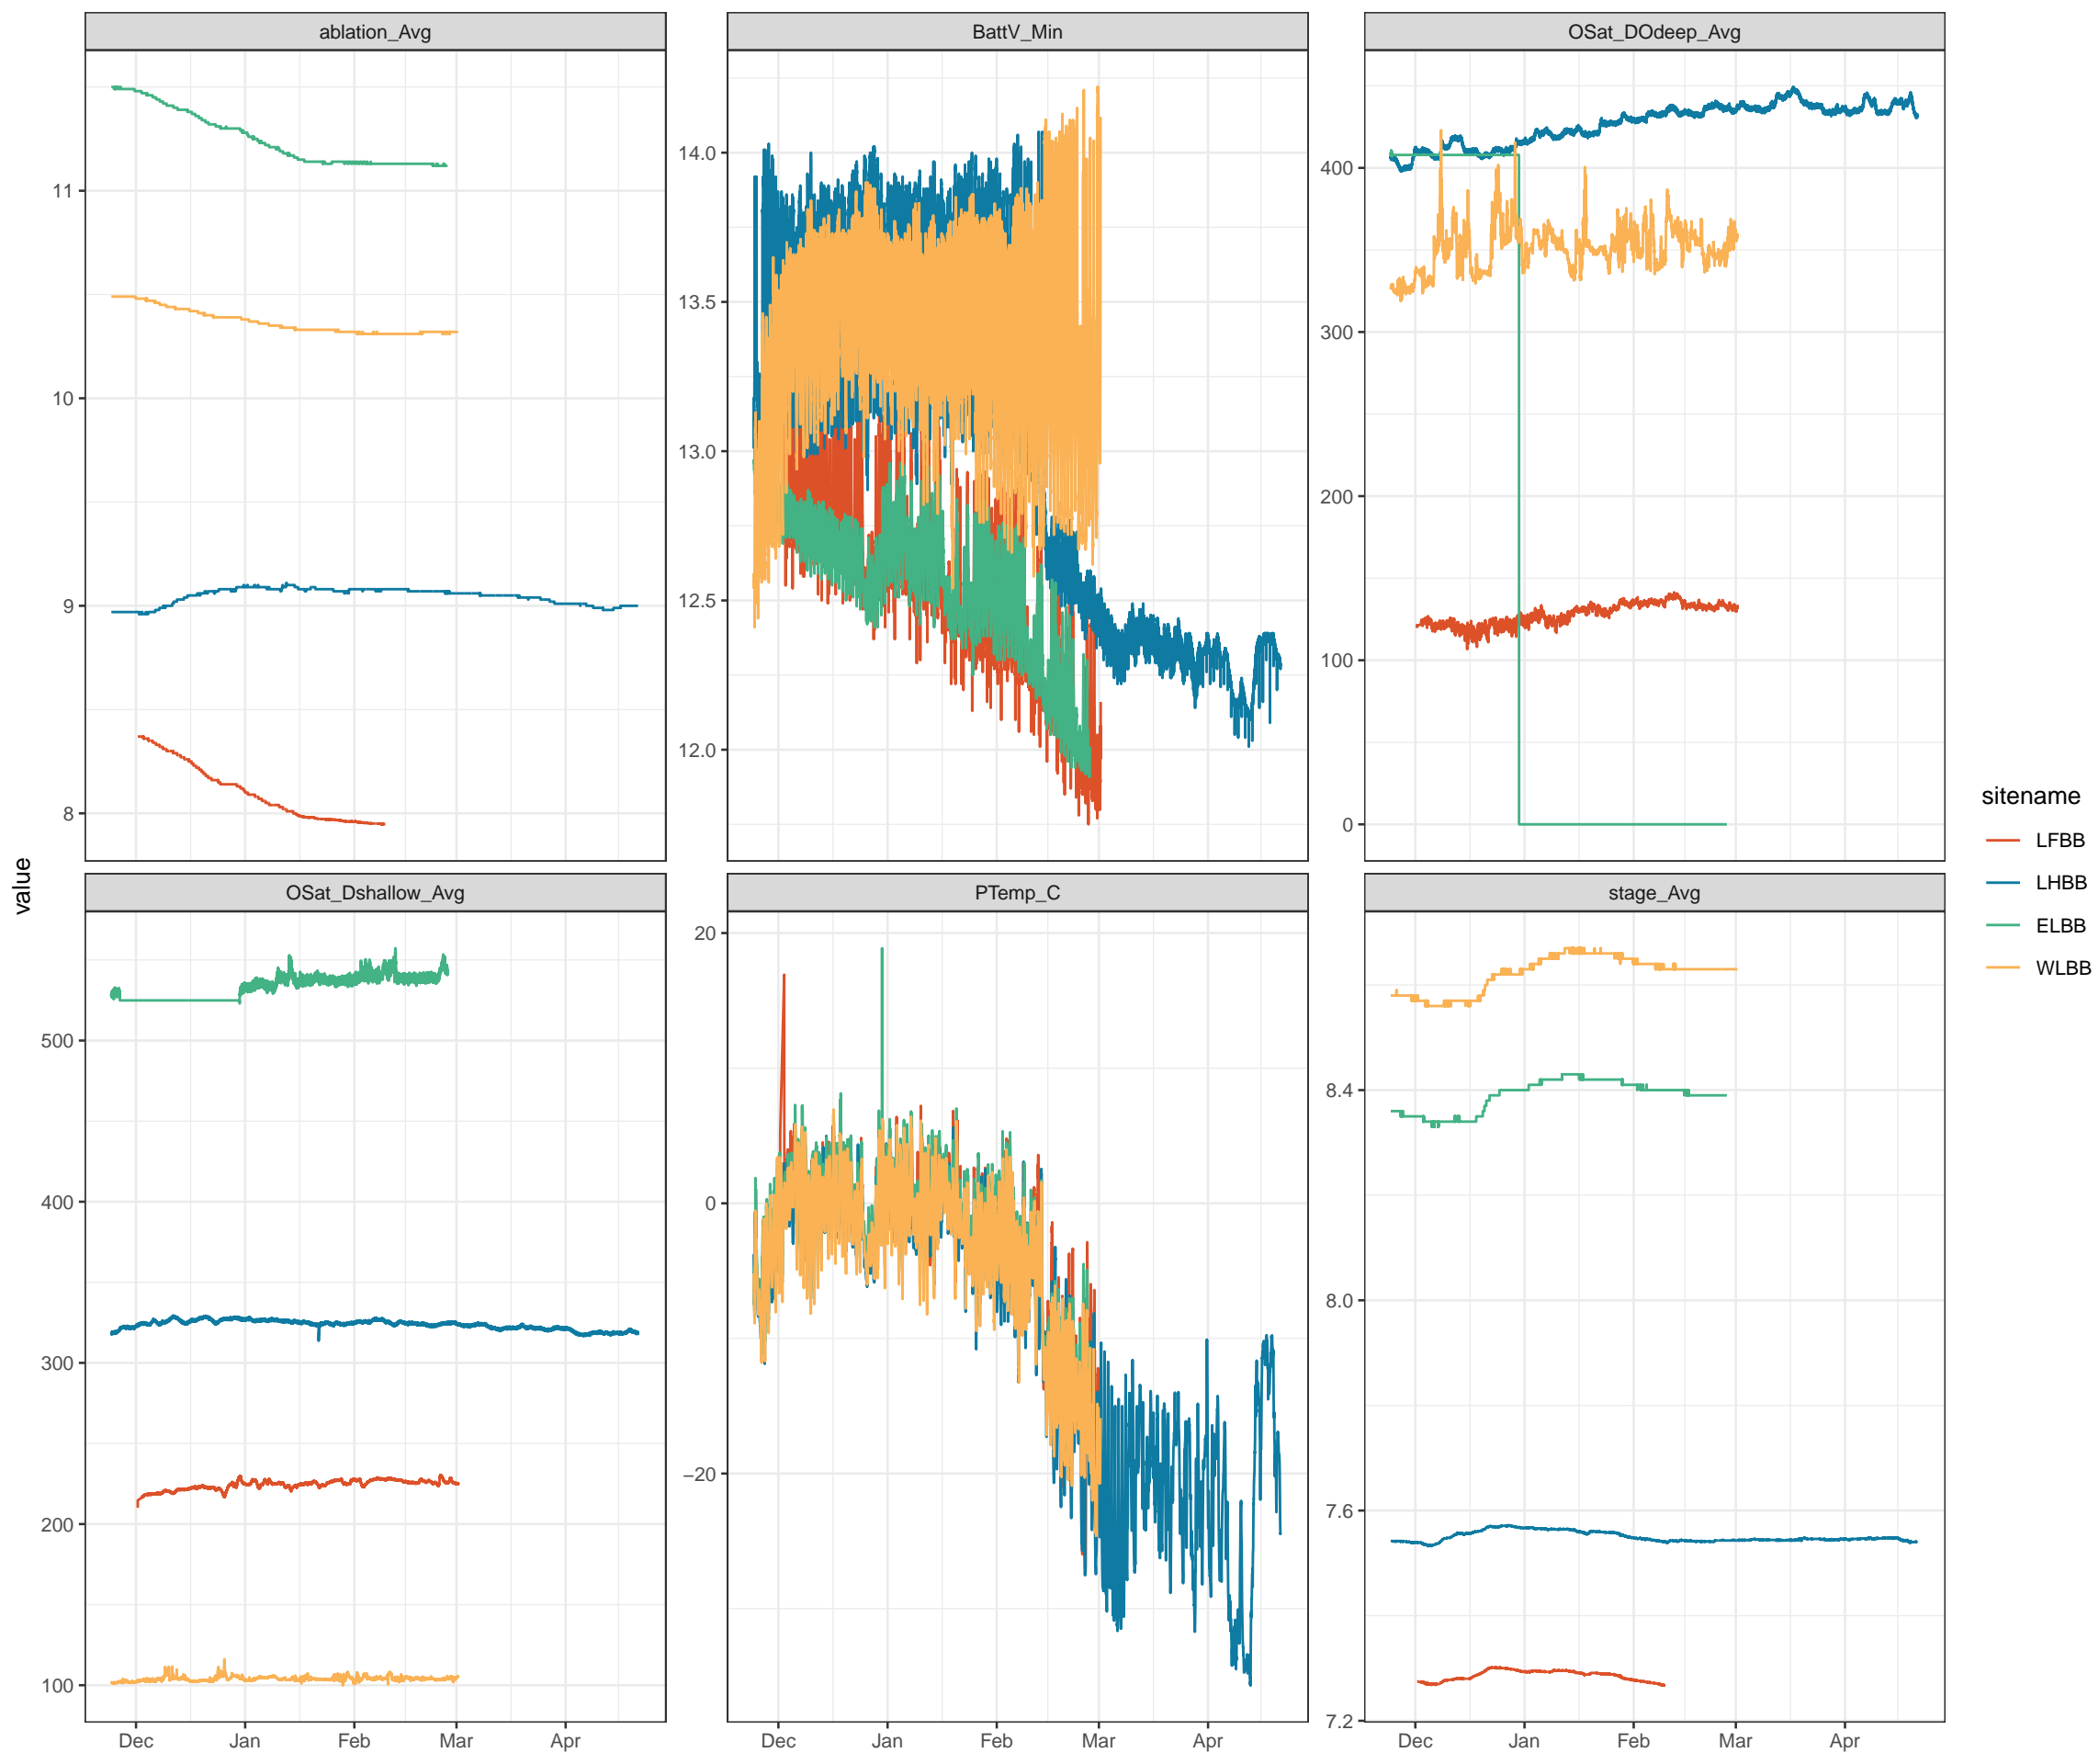 ablation_Avg
BattV_Min
OSat_DOdeep_Avg
11
10
9
8
14.0
13.5
13.0
12.5
12.0
400
300
200
100
0
value
OSat_Dshallow_Avg
PTemp_C
stage_Avg
500
400
300
200
100
20
0
−20
8.4
8.0
7.6
7.2
Dec Jan Feb Mar Apr
Dec Jan Feb Mar Apr
Dec Jan Feb Mar Apr
sitename
LFBB
LHBB
ELBB
WLBB